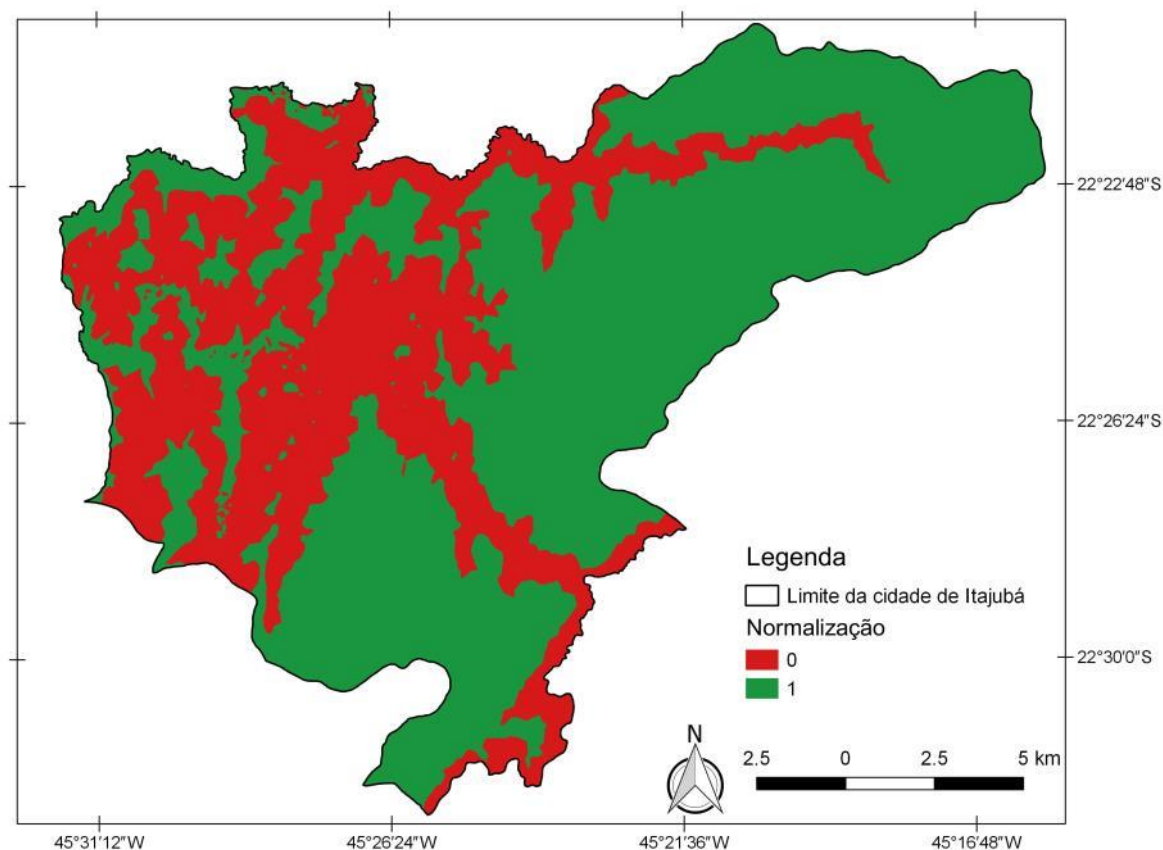 22°22'48"S
22°26'24"S
Legenda
Limite da cidade de Itajubá
Normalização
0
1
22°30'0"S
N
2.5 0 2.5 5 km
45°31'12"W 45°26'24"W 45°21'36"W 45°16'48"W